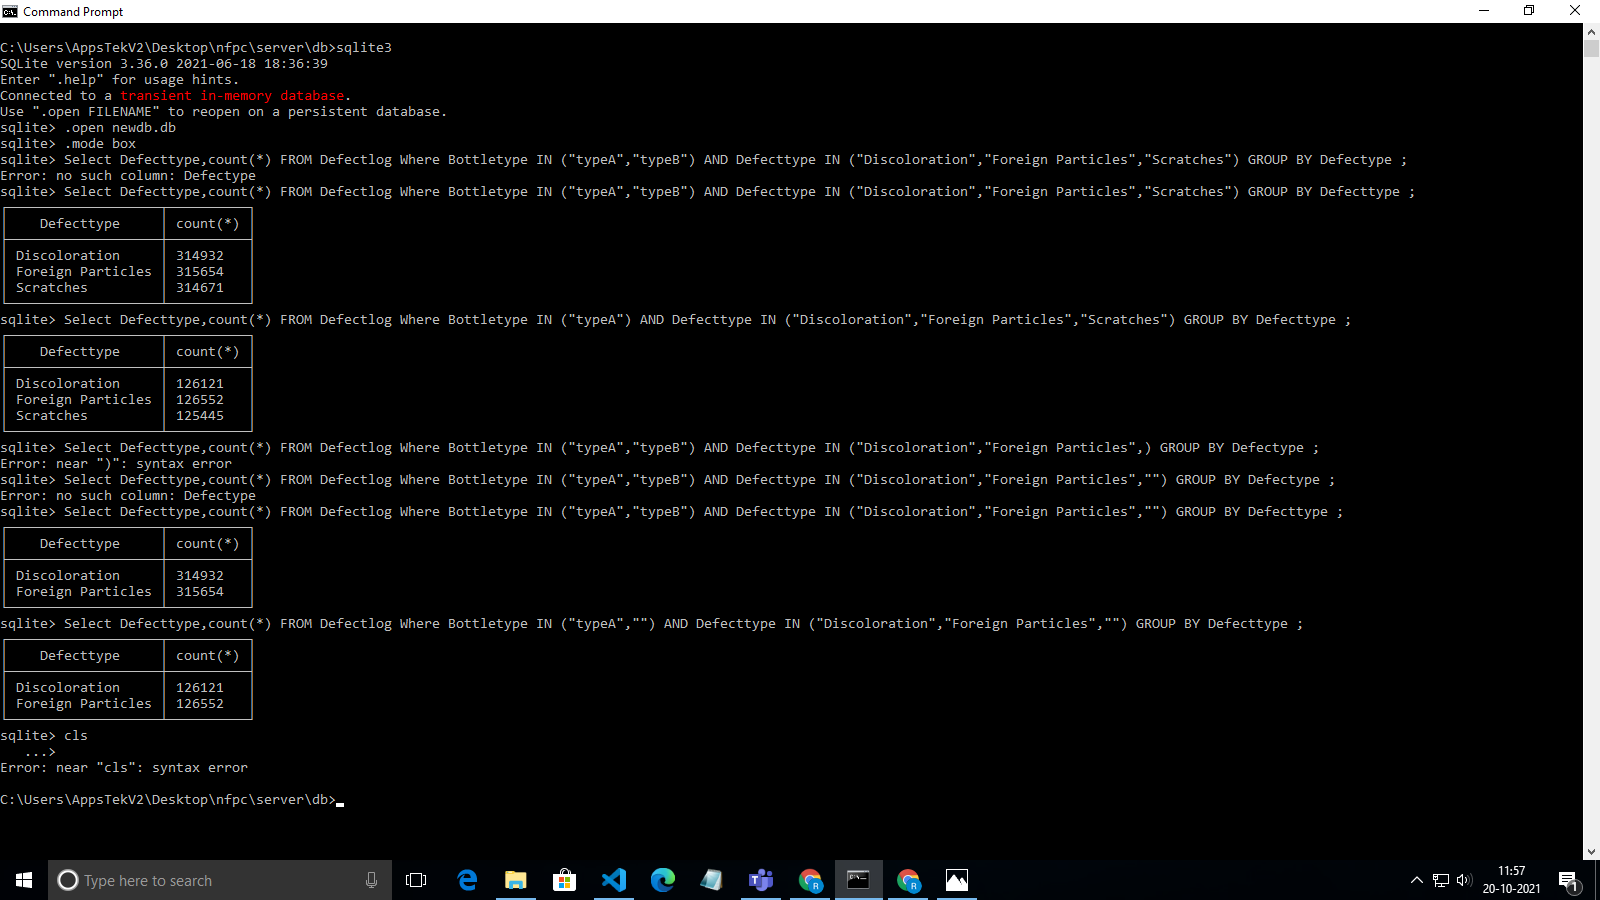 Command Prompt
C:\Users\AppsTekV2\Desktop\nfpc\server\db>sqlite3
SQLite version 3.36.0 2021-06-18 18:36:39
Enter ".help" for usage hints.
Connected to a transient in-memory database.
Use ".open FILENAME" to reopen on a persistent database.
sqlite> .open newdb.db
sqlite> .mode box
sqlite> Select Defecttype,count(*) FROM Defectlog Where Bottletype IN ("typeA","typeB") AND Defecttype IN ("Discoloration","Foreign Particles","Scratches") GROUP BY Defectype ;
Error: no such column: Defectype
sqlite> Select Defecttype,count(*) FROM Defectlog Where Bottletype IN ("typeA","typeB") AND Defecttype IN ("Discoloration","Foreign Particles","Scratches") GROUP BY Defecttype ;
Defecttype count(*)
Discoloration 314932
Foreign Particles 315654
Scratches 314671
sqlite> Select Defecttype,count(*) FROM Defectlog Where Bottletype IN ("typeA") AND Defecttype IN ("Discoloration","Foreign Particles","Scratches") GROUP BY Defecttype ;
Defecttype count(*)
Discoloration 126121
Foreign Particles 126552
Scratches 125445
sqlite> Select Defecttype,count(*) FROM Defectlog Where Bottletype IN ("typeA","typeB") AND Defecttype IN ("Discoloration","Foreign Particles",) GROUP BY Defectype ;
Error: near ")": syntax error
sqlite> Select Defecttype,count(*) FROM Defectlog Where Bottletype IN ("typeA","typeB") AND Defecttype IN ("Discoloration","Foreign Particles","") GROUP BY Defectype ;
Error: no such column: Defectype
sqlite> Select Defecttype,count(*) FROM Defectlog Where Bottletype IN ("typeA","typeB") AND Defecttype IN ("Discoloration","Foreign Particles","") GROUP BY Defecttype ;
Defecttype count(*)
Discoloration 314932
Foreign Particles 315654
sqlite> Select Defecttype,count(*) FROM Defectlog Where Bottletype IN ("typeA","") AND Defecttype IN ("Discoloration","Foreign Particles","") GROUP BY Defecttype ;
Defecttype count(*)
Discoloration 126121
Foreign Particles 126552
sqlite> cls
...>
Error: near "cls": syntax error
C:\Users\AppsTekV2\Desktop\nfpc\server\db>
Type here to search
11:57
20-10-2021
1